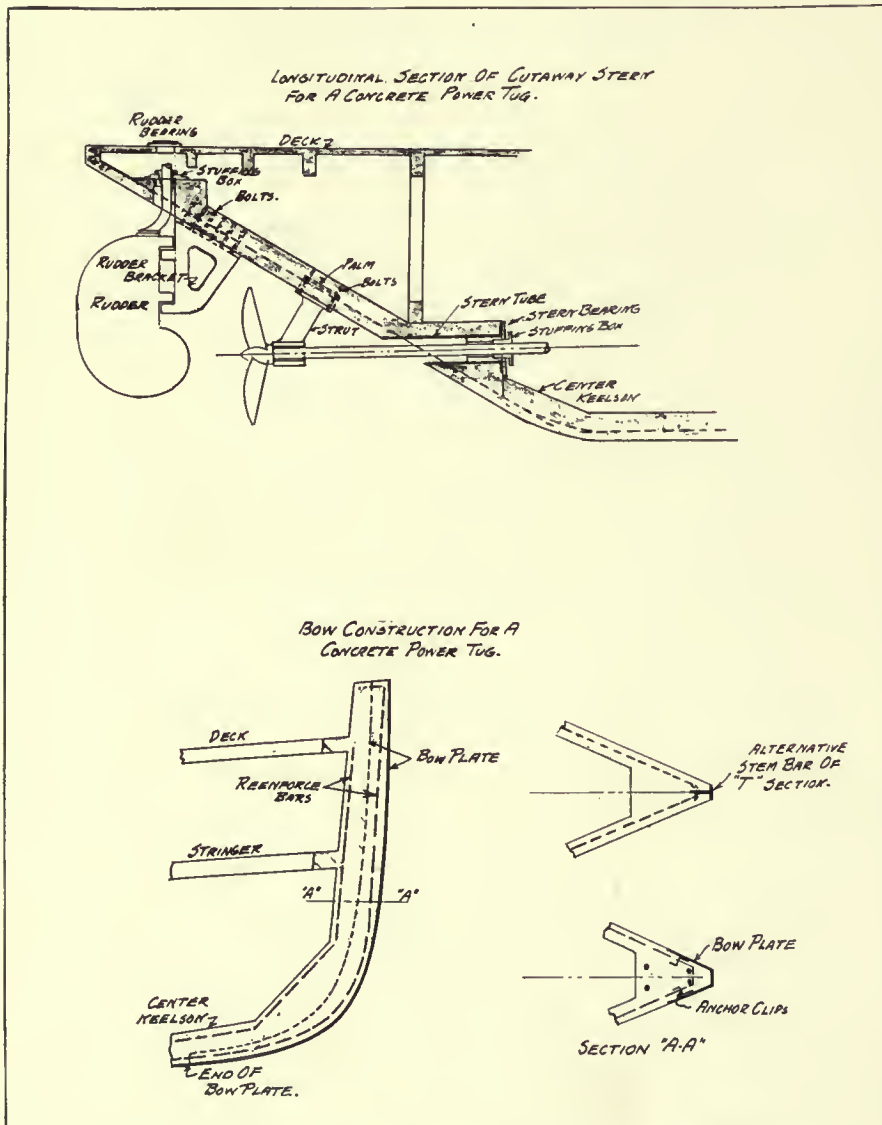 LONGITUDINAL SECTION OF CUTAWAY STERN
FOR A CONCRETE POWER TUG.
RUDDER
BEARING
DECK
STUFFING
BOX
BOLTS.
RUDDER
BRACKET
RUDDER
PALM
BOLTS
STERN TUBE
STERN BEARING
STUFFING BOX
STRUT
CENTER
KEELSON
BOW CONSTRUCTION FOR A
CONCRETE POWER TUG.
DECK
BOW PLATE
REENFORCE
BARS
STRINGER
"A" "A"
CENTER
KEELSON
END OF
BOW PLATE.
ALTERNATIVE
STEM BAR OF
"T" SECTION.
BOW PLATE
ANCHOR CLIPS
SECTION "A-A"